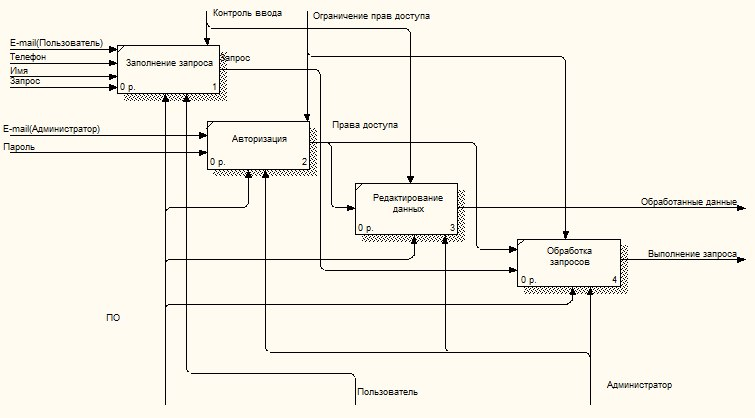 Контроль ввода
Ограничение прав доступа
E-mail(Пользователь)
Телефон
Имя
Запрос
Заполнение запроса
0 р. 1
Запрос
E-mail(Администратор)
Пароль
Авторизация
0 р. 2
Права доступа
Редактирование
данных
0 р. 3
Обработанные данные
Обработка
запросов
0 р. 4
Выполнение запроса
ПО
Пользователь
Администратор